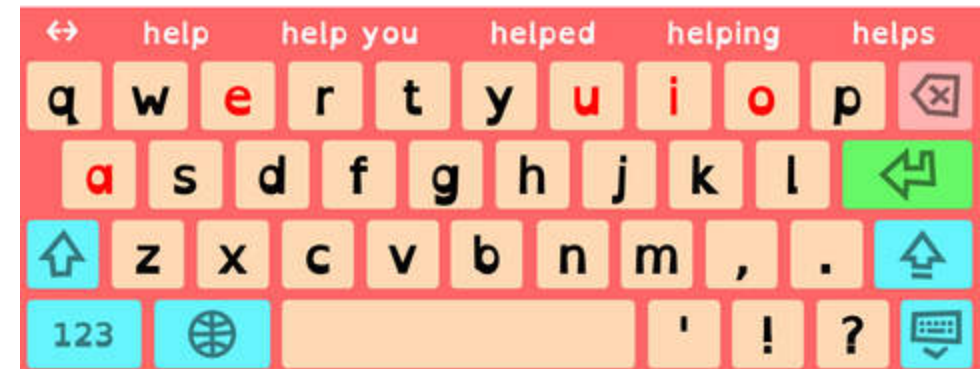 help help you helped helping helps
q w e r t y u i o p
a s d f g h j k l
z x c v b n m , .
123 ' ! ?